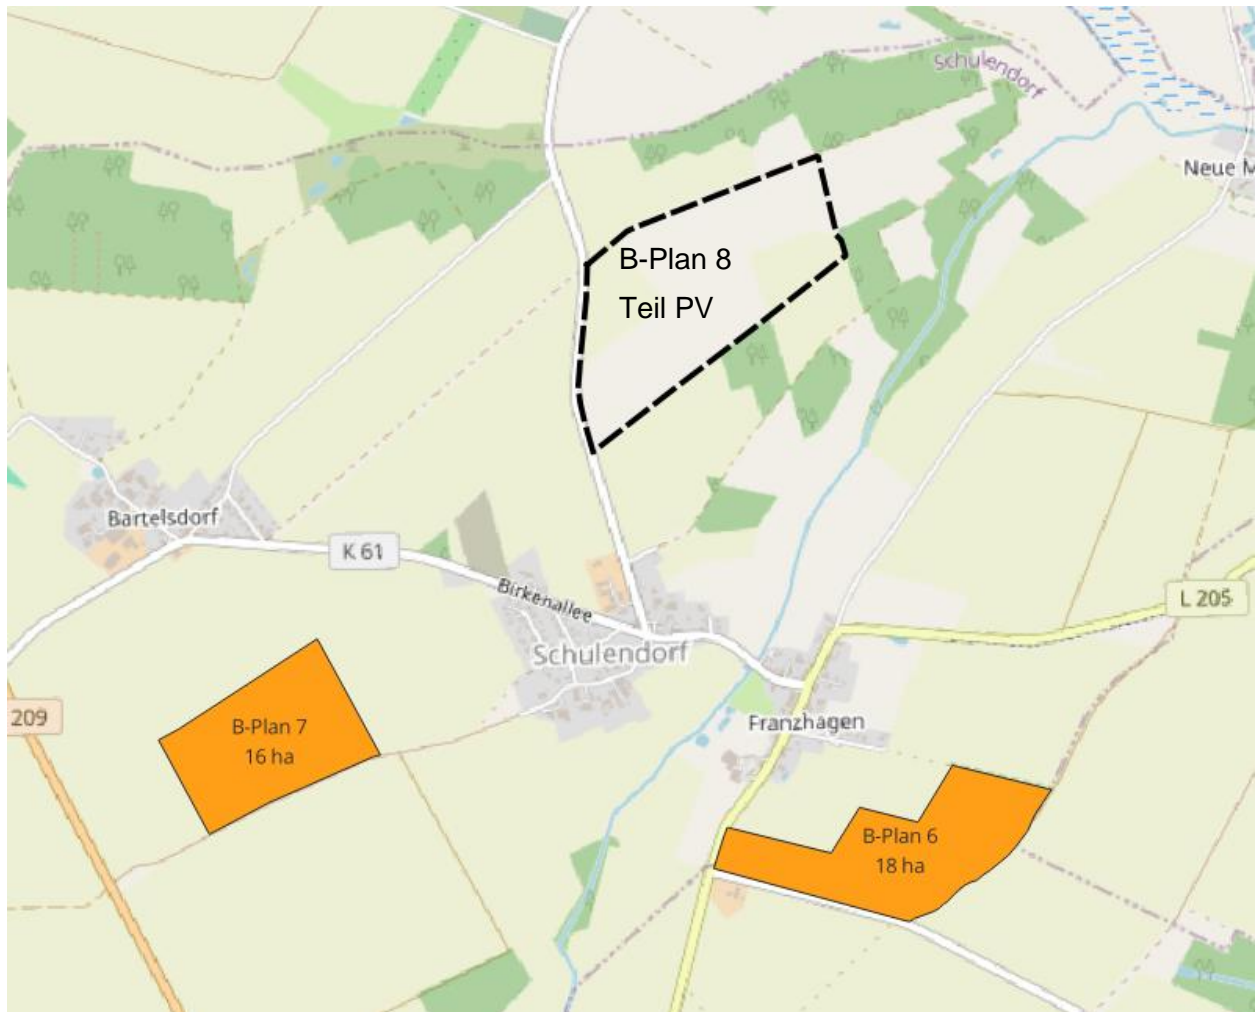 Schulendorf
Neue M
B-Plan 8
Teil PV
Bartelsdorf
K 61
Birkenallee
L 205
Schulendorf
209
B-Plan 7
16 ha
Franzhagen
B-Plan 6
18 ha